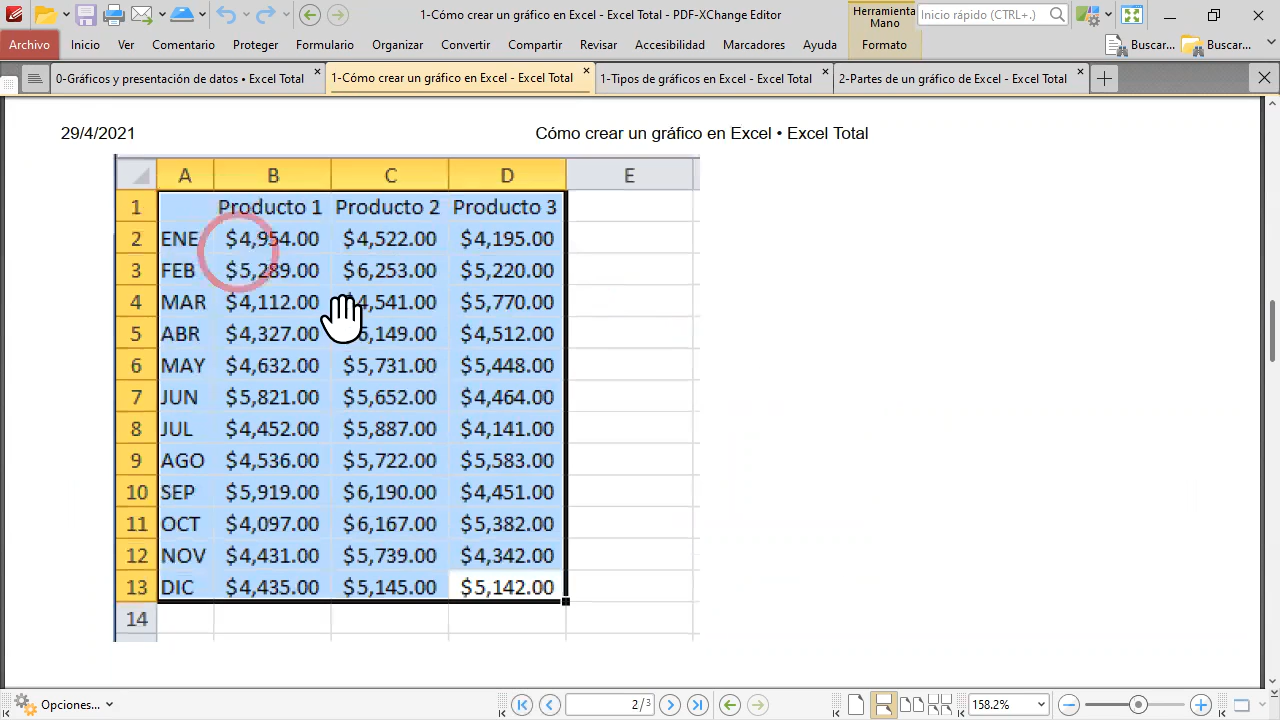 1-Cómo crear un gráfico en Excel - Excel Total - PDF-XChange Editor
Herramienta
Mano
Inicio rápido (CTRL+.)
Archivo Inicio Ver Comentario Proteger Formulario Organizar Convertir Revisar Accesibilidad Marcadores Ayuda Formato Buscar... Buscar...
0-Gráficos y presentación de datos • Excel Total 1-Cómo crear un gráfico en Excel - Excel Total 1-Tipos de gráficos en Excel - Excel Total 2-Partes de un gráfico de Excel - Excel Total
29/4/2021 Cómo crear un gráfico en Excel • Excel Total
A B C D E
1 Producto 1 Producto 2 Producto 3
2 ENE $4,954.00 $4,522.00 $4,195.00
3 FEB $5,289.00 $6,253.00 $5,220.00
4 MAR $4,112.00 $4,541.00 $5,770.00
5 ABR $4,327.00 6,149.00 $4,512.00
6 MAY $4,632.00 $5,731.00 $5,448.00
7 JUN $5,821.00 $5,652.00 $4,464.00
8 JUL $4,452.00 $5,887.00 $4,141.00
9 AGO $4,536.00 $5,722.00 $5,583.00
10 SEP $5,919.00 $6,190.00 $4,451.00
11 OCT $4,097.00 $6,167.00 $5,382.00
12 NOV $4,431.00 $5,739.00 $4,342.00
13 DIC $4,435.00 $5,145.00 $5,142.00
14
Opciones... 2/3 158.2%